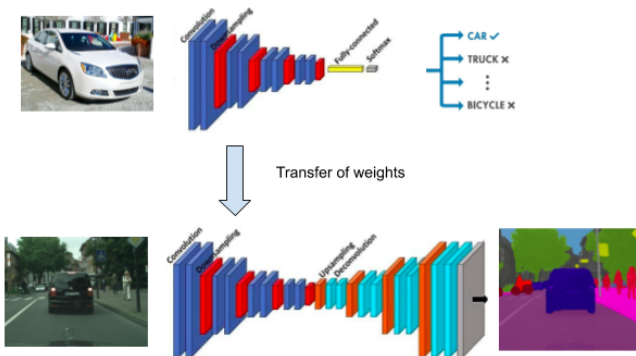 Convolution
Downsampling
Fully-connected
Softmax
CAR ✓
TRUCK ×
⋮
BICYCLE ×
Transfer of weights
Convolution
Downsampling
Upsampling
Deconvolution